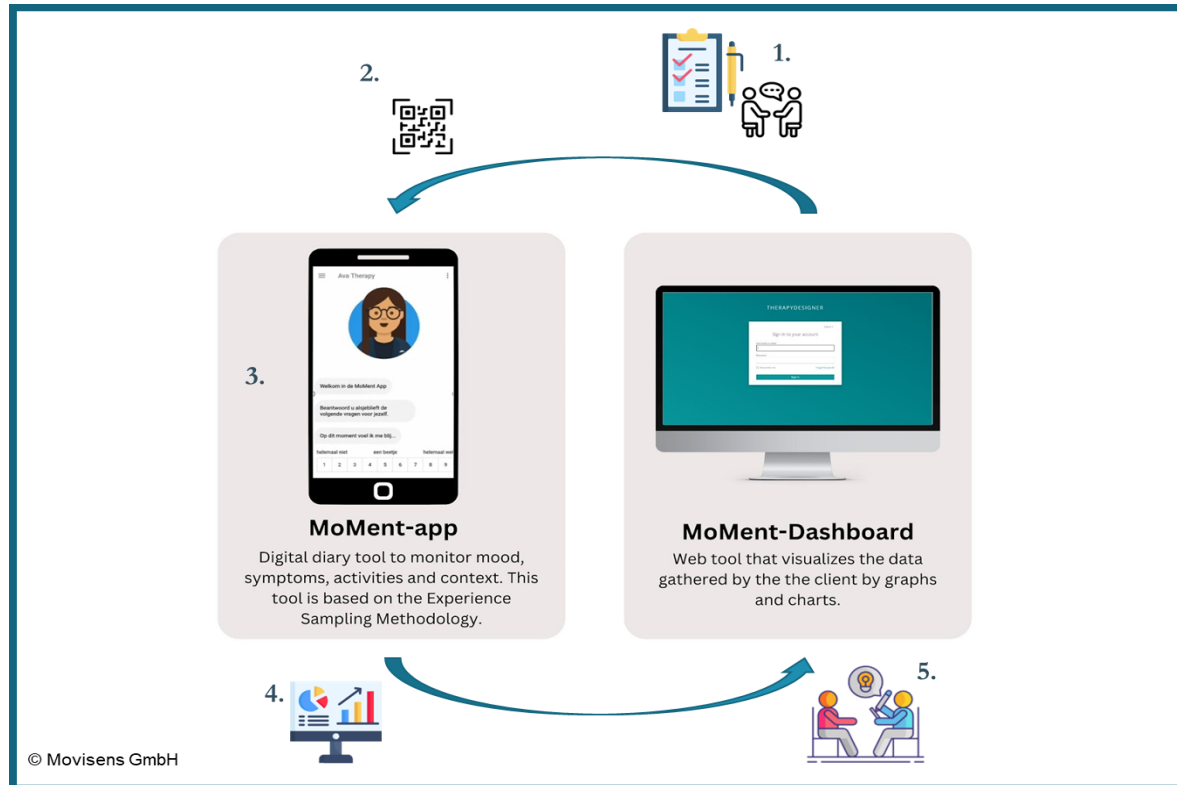 1.
2.
Ava Therapy
Welkom in de MoMent App
Beantwoord u alsjeblieft de
volgende vragen voor jezelf.
Op dit moment voel ik me blij...
helemaal niet een beetje helemaal wel
1 2 3 4 5 6 7 8 9
3.
MoMent-app
Digital diary tool to monitor mood,
symptoms, activities and context. This
tool is based on the Experience
Sampling Methodology.
THERAPYDESIGNER
Sign in to your account
Sign In
MoMent-Dashboard
Web tool that visualizes the data
gathered by the the client by graphs
and charts.
4.
5.
© Movisens GmbH